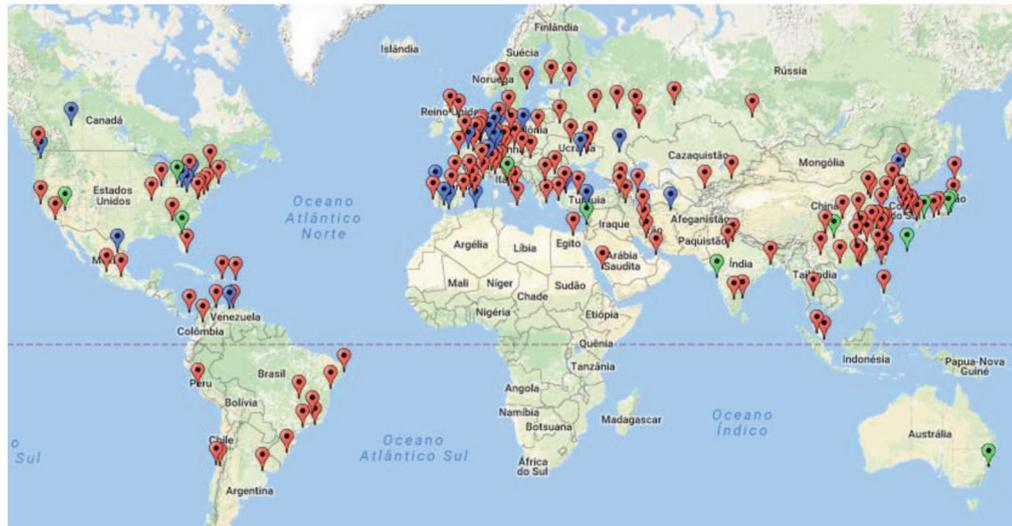 Finlândia
Islândia
Suécia
Rússia
Noruega
Canadá
Reino Unido
Ucrânia
Cazaquistão
Mongólia
Estados
Unidos
Oceano
Atlântico
Norte
Turquia
China
Afeganistão
Iraque
Paquistão
Argélia
Líbia
Egito
Arábia
Saudita
Índia
Mali
Níger
Sudão
Chade
Tailândia
Nigéria
Etiópia
Venezuela
Colômbia
Quênia
Indonésia
Papua-Nova
Guiné
Tanzânia
Peru
Brasil
Angola
Bolívia
Namíbia
Botsuana
Madagascar
Oceano
Índico
Oceano
Atlântico Sul
o
Sul
Chile
Austrália
África
do Sul
Argentina